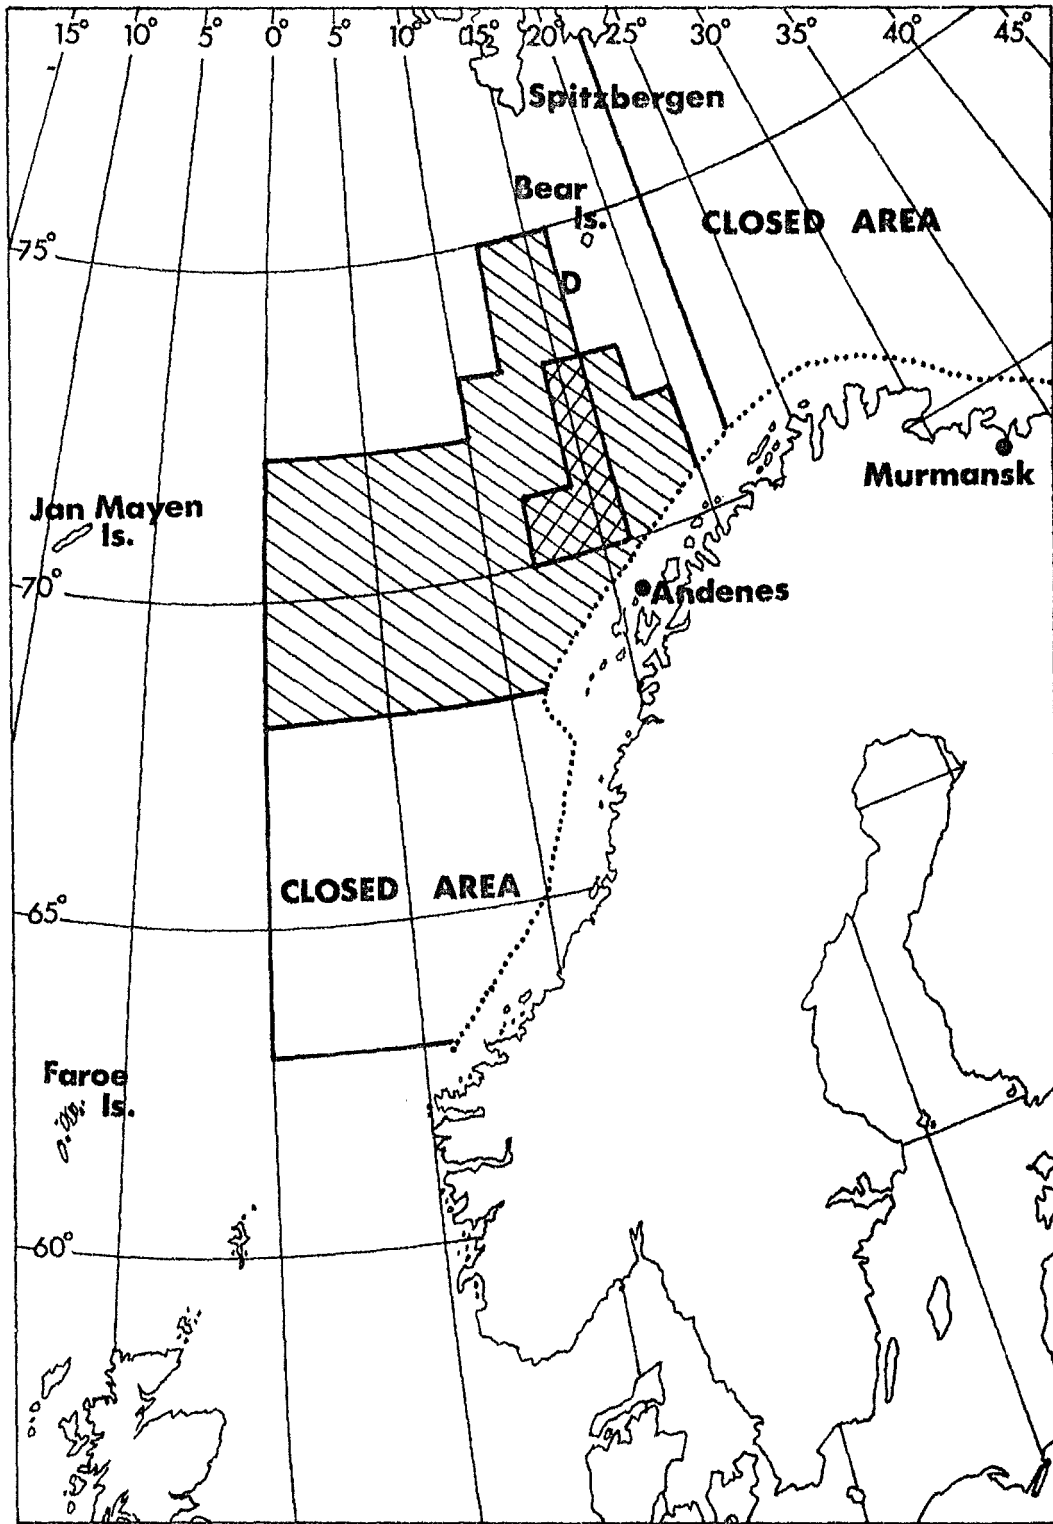 15° 10° 5° 0° 5° 10° 15° 20° 25° 30° 35° 40° 45°
Spitzbergen
Bear
Is.
CLOSED AREA
75°
D
Murmansk
Jan Mayen
Is.
70°
Andenes
CLOSED AREA
65°
Faroe
Is.
60°